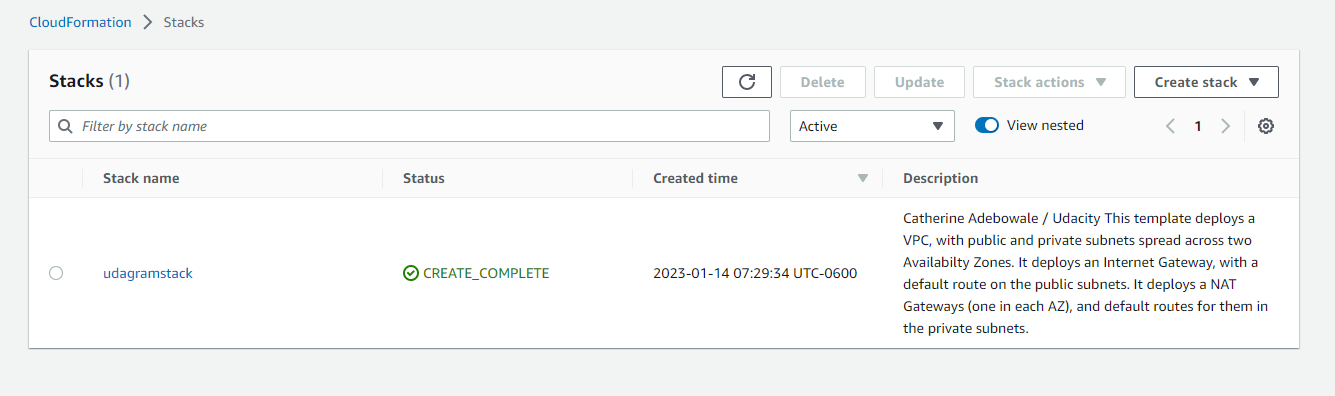 CloudFormation > Stacks
Stacks (1)
Delete
Update
Stack actions
Create stack
Filter by stack name
Active
View nested
1
Stack name
Status
Created time
Description
udagramstack
CREATE_COMPLETE
2023-01-14 07:29:34 UTC-0600
Catherine Adebowale / Udacity This template deploys a
VPC, with public and private subnets spread across two
Availabilty Zones. It deploys an Internet Gateway, with a
default route on the public subnets. It deploys a NAT
Gateways (one in each AZ), and default routes for them in
the private subnets.